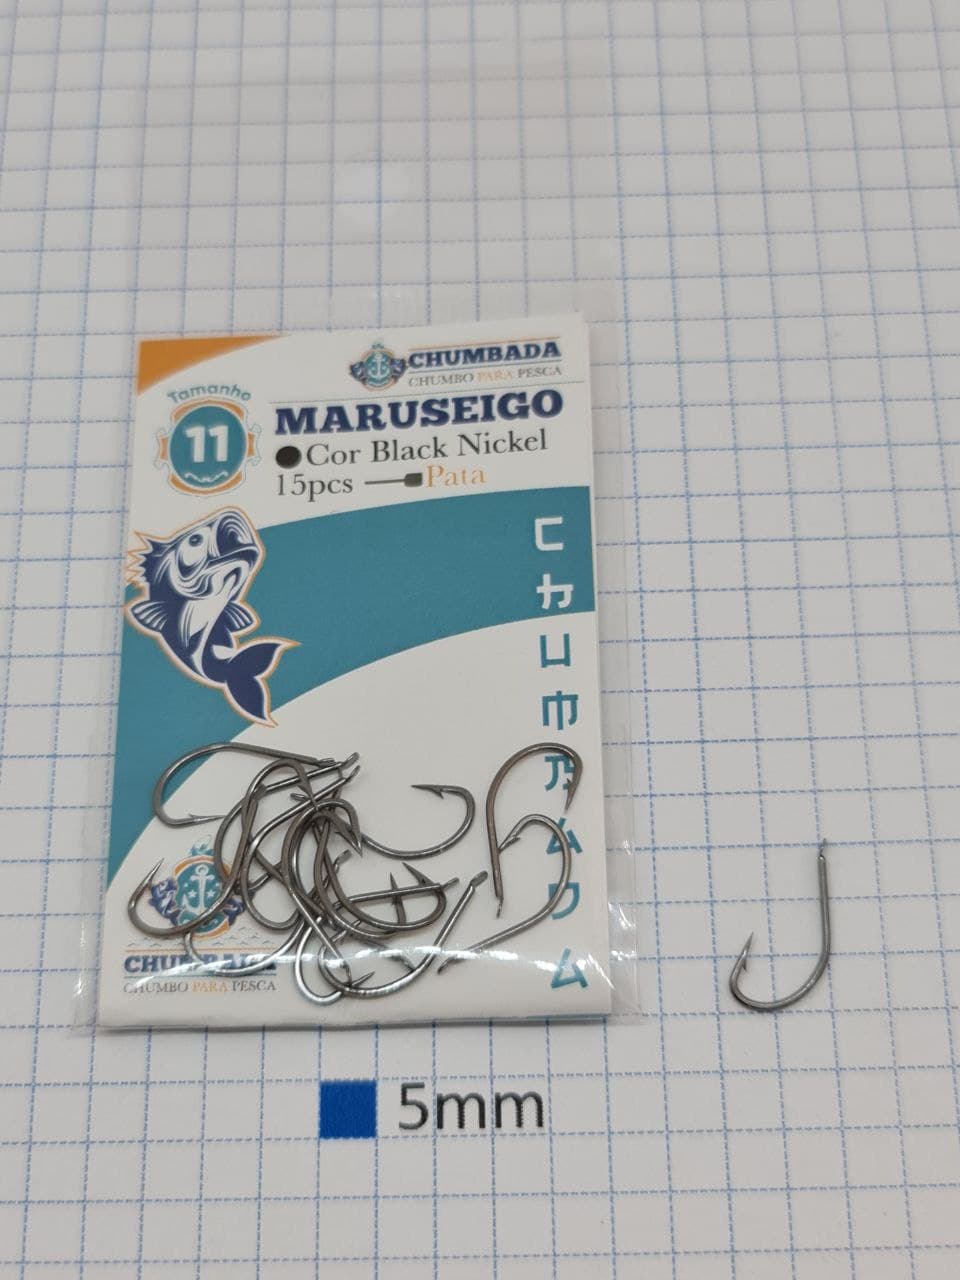 CHUMBADA
CHUMBO PARA PESCA
Tamanho
11
MARUSEIGO
Cor Black Nickel
15pcs Pata
C
H
U
M
B
A
D
A
CHUMBADA
CHUMBO PARA PESCA
5mm